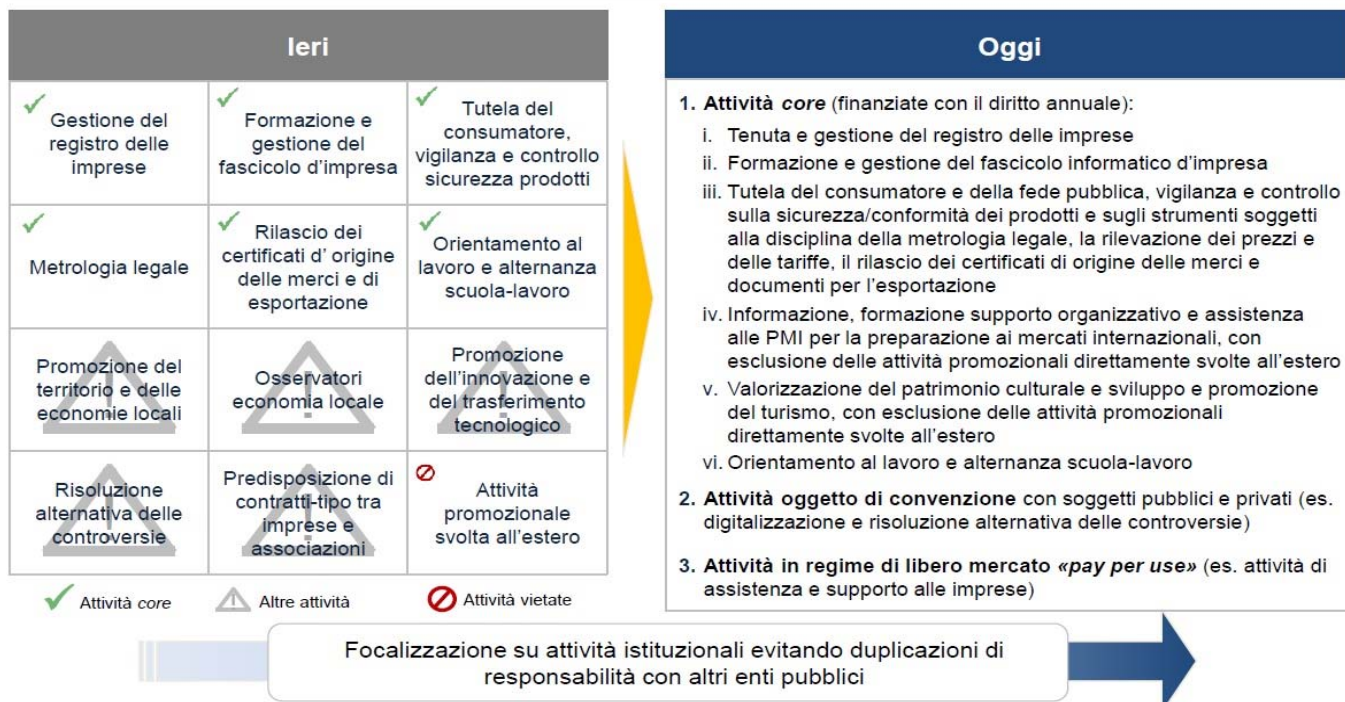 Ieri
Gestione del
registro delle
imprese
Formazione e
gestione del
fascicolo d’impresa
Tutela del
consumatore,
vigilanza e controllo
sicurezza prodotti
Metrologia legale
Rilascio dei
certificati d’ origine
delle merci e di
esportazione
Orientamento al
lavoro e alternanza
scuola-lavoro
Promozione del
territorio e delle
economie locali
Osservatori
economia locale
Promozione
dell’innovazione e
del trasferimento
tecnologico
Risoluzione
alternativa delle
controversie
Predisposizione di
contratti-tipo tra
imprese e
associazioni
Attività
promozionale
svolta all’estero
Attività core
Altre attività
Attività vietate
Oggi
1. Attività core (finanziate con il diritto annuale):
i. Tenuta e gestione del registro delle imprese
ii. Formazione e gestione del fascicolo informatico d’impresa
iii. Tutela del consumatore e della fede pubblica, vigilanza e controllo
sulla sicurezza/conformità dei prodotti e sugli strumenti soggetti
alla disciplina della metrologia legale, la rilevazione dei prezzi e
delle tariffe, il rilascio dei certificati di origine delle merci e
documenti per l’esportazione
iv. Informazione, formazione supporto organizzativo e assistenza
alle PMI per la preparazione ai mercati internazionali, con
esclusione delle attività promozionali direttamente svolte all’estero
v. Valorizzazione del patrimonio culturale e sviluppo e promozione
del turismo, con esclusione delle attività promozionali
direttamente svolte all’estero
vi. Orientamento al lavoro e alternanza scuola-lavoro
2. Attività oggetto di convenzione con soggetti pubblici e privati (es.
digitalizzazione e risoluzione alternativa delle controversie)
3. Attività in regime di libero mercato «pay per use» (es. attività di
assistenza e supporto alle imprese)
Focalizzazione su attività istituzionali evitando duplicazioni di
responsabilità con altri enti pubblici